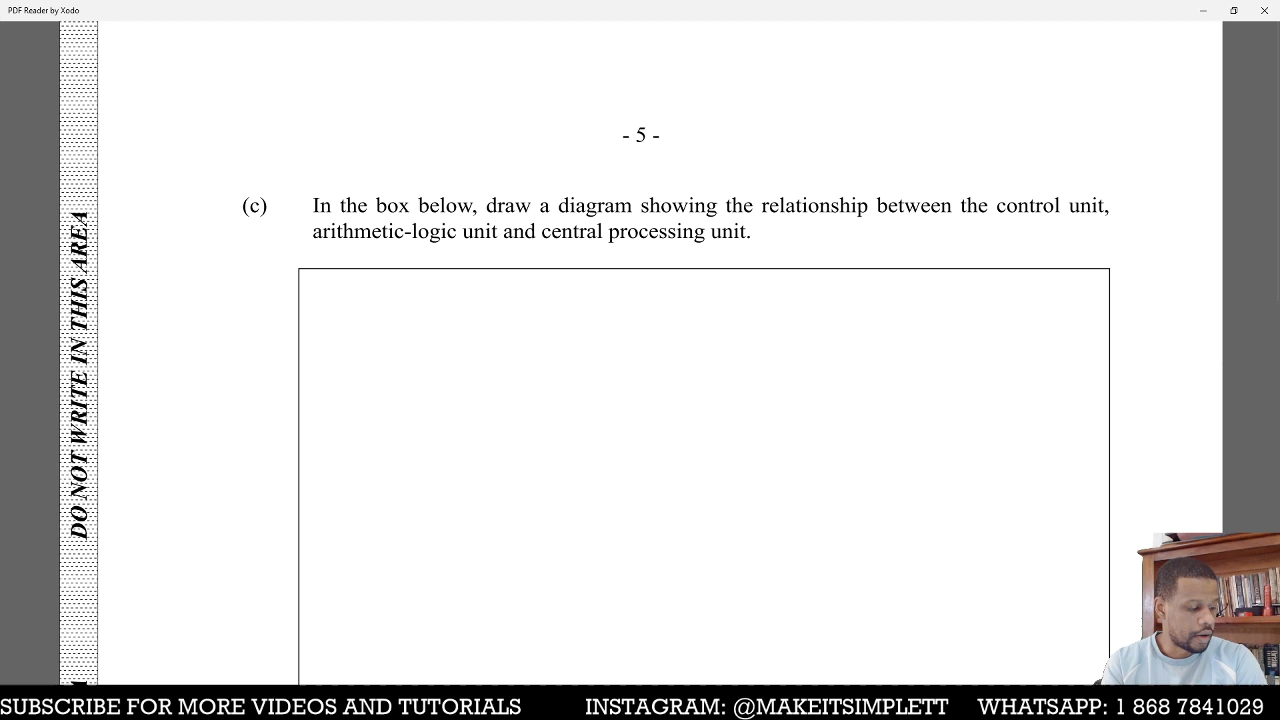 PDF Reader by Xodo
- 5 -
(c) In the box below, draw a diagram showing the relationship between the control unit,
arithmetic-logic unit and central processing unit.
DO NOT WRITE IN THIS AREA
SUBSCRIBE FOR MORE VIDEOS AND TUTORIALS INSTAGRAM: @MAKEITSIMPLETT WHATSAPP: 1 868 7841029